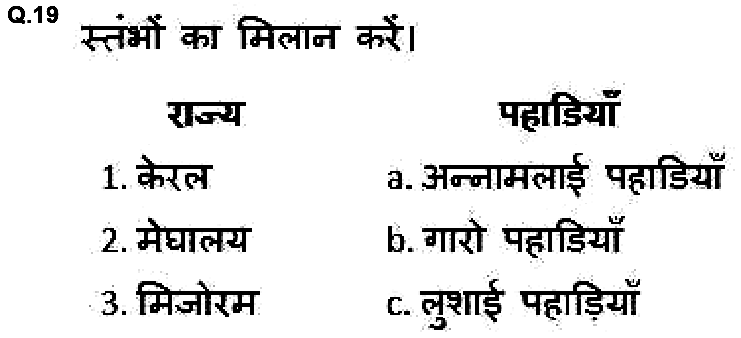 Q.19
स्तंभों का मिलान करें।
राज्य पहाडियाँ
1. केरल a. अन्नामलाई पहाडियाँ
2. मेघालय b. गारो पहाडियाँ
3. मिजोरम c. लुशाई पहाड़ियाँ